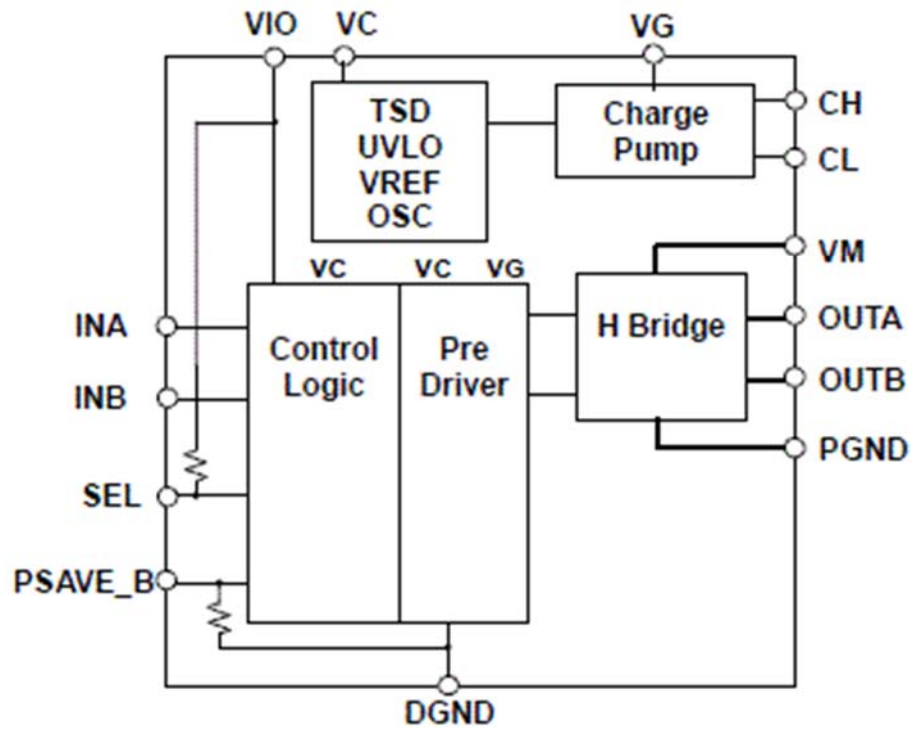 VIO
VC
VG
TSD
UVLO
VREF
OSC
Charge
Pump
CH
CL
VM
VC
VC
VG
INA
INB
SEL
PSAVE_B
Control
Logic
Pre
Driver
H Bridge
OUTA
OUTB
PGND
DGND